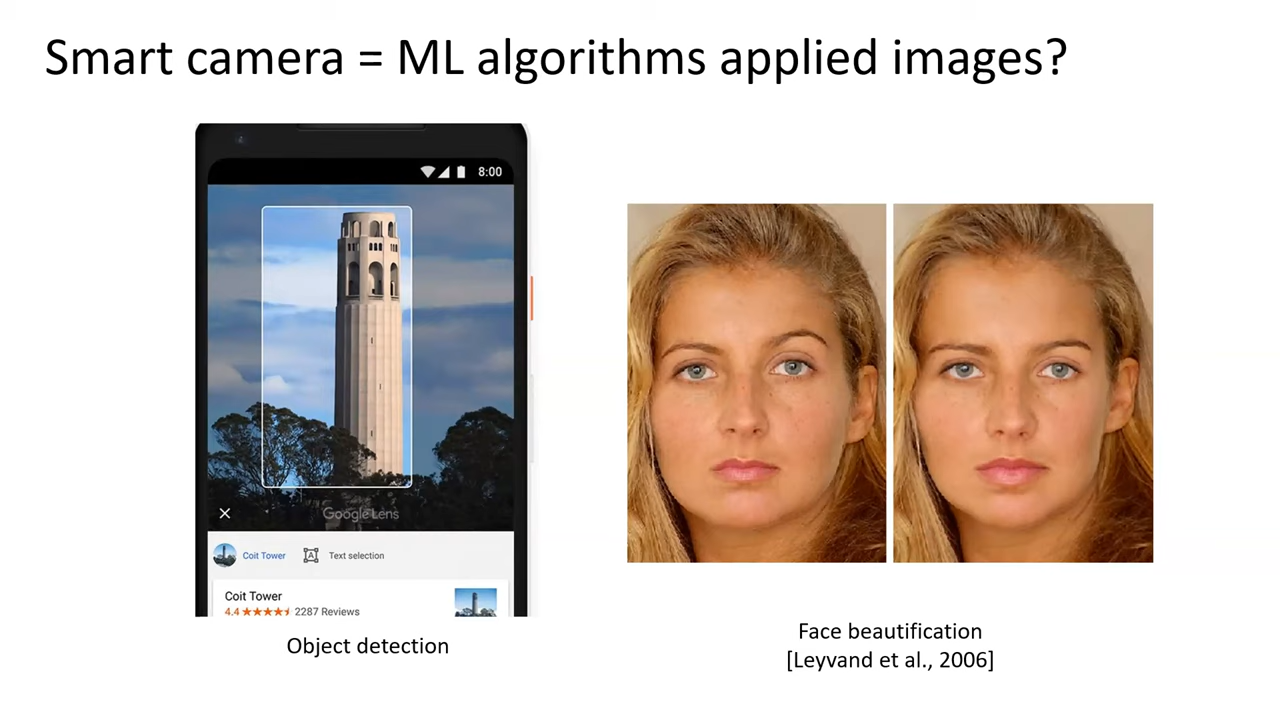 Smart camera = ML algorithms applied images?
8:00
Google Lens
Coit Tower
A
Text selection
Coit Tower
4.4 ★★★★⯨ 2287 Reviews
Object detection
Face beautification
[Leyvand et al., 2006]